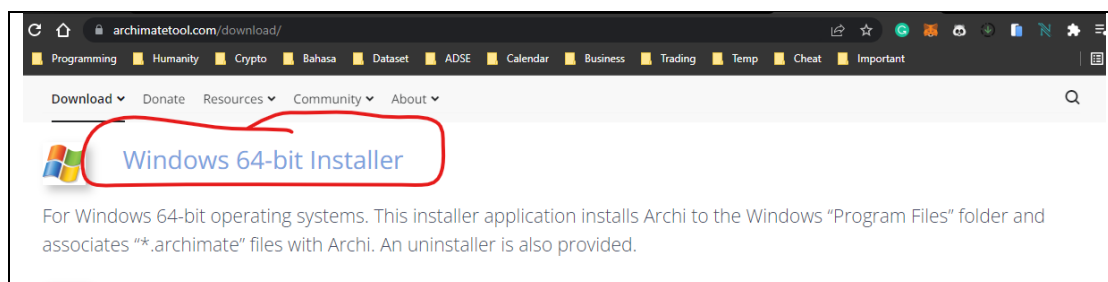 archimatetool.com/download/
Programming Humanity Crypto Bahasa Dataset ADSE Calendar Business Trading Temp Cheat Important
Download Donate Resources Community About
Windows 64-bit Installer
For Windows 64-bit operating systems. This installer application installs Archi to the Windows “Program Files” folder and
associates “*.archimate” files with Archi. An uninstaller is also provided.